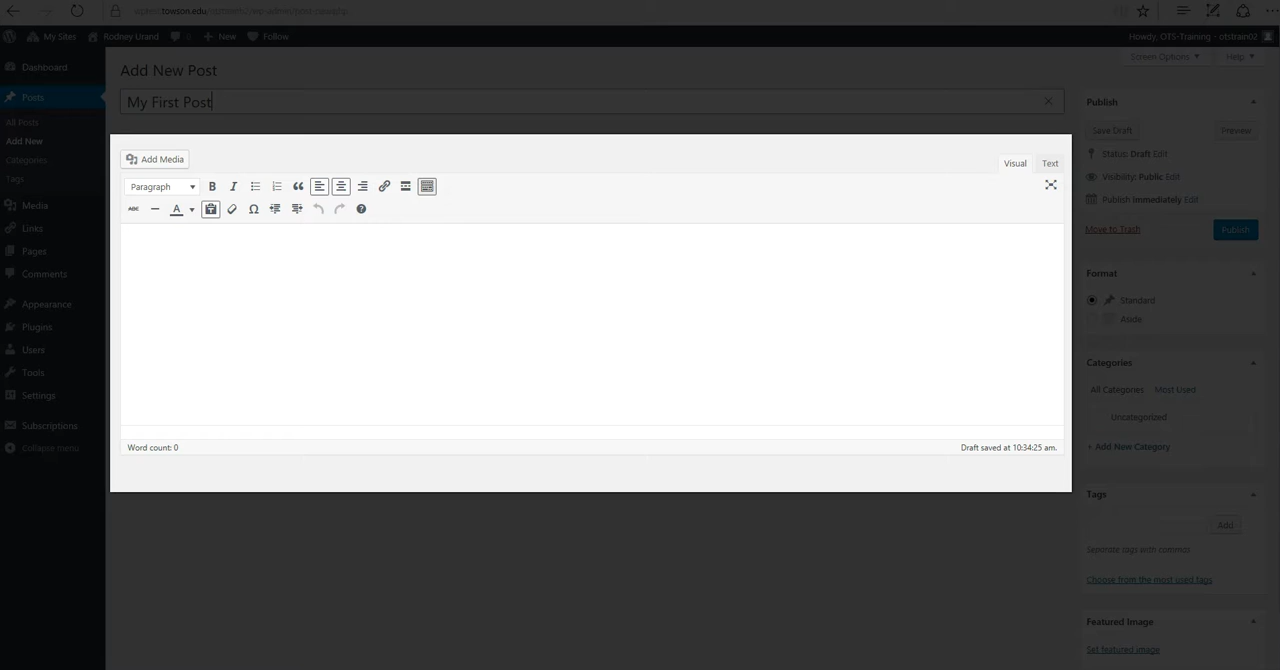 towson.edu
My Sites Rodney Urand 0 New Follow Howdy, OTS-Training - otstrain02
Screen Options Help
Dashboard
Posts
All Posts
Add New
Categories
Tags
Media
Links
Pages
Comments
Appearance
Plugins
Users
Tools
Settings
Subscriptions
Collapse menu
Add New Post
My First Post
Add Media Visual Text
Paragraph B I
ABC A Ω
Word count: 0 Draft saved at 10:34:25 am.
Publish
Save Draft Preview
Status: Draft Edit
Visibility: Public Edit
Publish Immediately Edit
Move to Trash Publish
Format
Standard
Aside
Categories
All Categories Most Used
Uncategorized
+ Add New Category
Tags
Add
Separate tags with commas
Choose from the most used tags
Featured Image
Set featured image